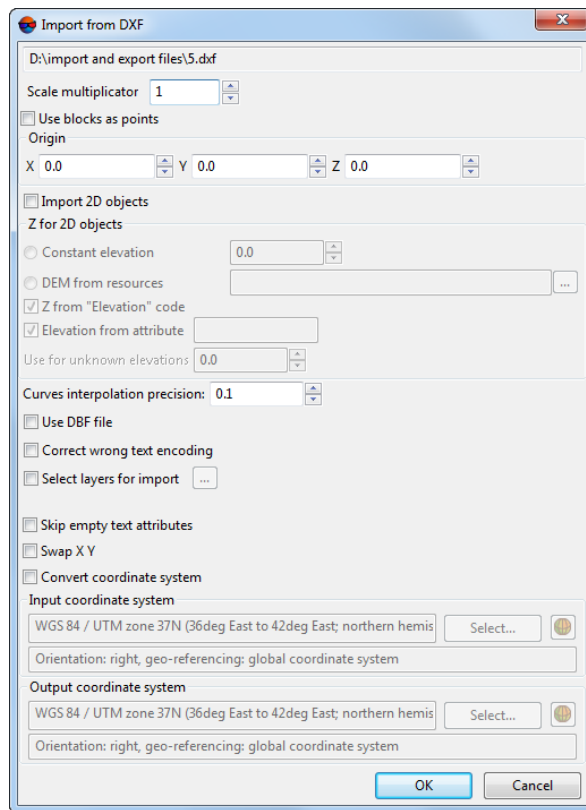 Import from DXF
D:\import and export files\5.dxf
Scale multiplicator 1
Use blocks as points
Origin
X 0.0 Y 0.0 Z 0.0
Import 2D objects
Z for 2D objects
Constant elevation 0.0
DEM from resources ...
Z from "Elevation" code
Elevation from attribute
Use for unknown elevations 0.0
Curves interpolation precision: 0.1
Use DBF file
Correct wrong text encoding
Select layers for import ...
Skip empty text attributes
Swap X Y
Convert coordinate system
Input coordinate system
WGS 84 / UTM zone 37N (36deg East to 42deg East; northern hemis Select...
Orientation: right, geo-referencing: global coordinate system
Output coordinate system
WGS 84 / UTM zone 37N (36deg East to 42deg East; northern hemis Select...
Orientation: right, geo-referencing: global coordinate system
OK Cancel